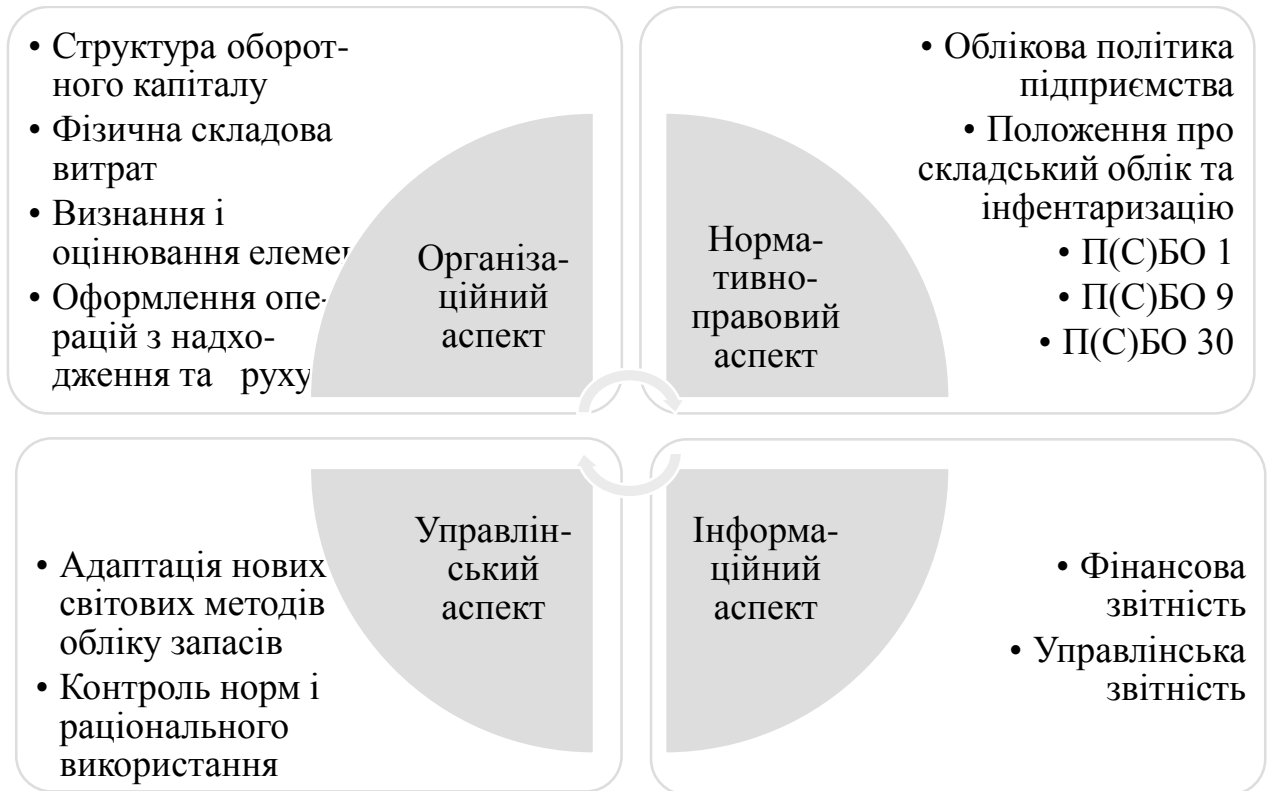 • Структура оборот-
ного капіталу
• Фізична складова
витрат
• Визнання і
оцінювання елемен
• Оформлення опе-
рацій з надхо-
дження та руху
Організа-
ційний
аспект
• Облікова політика
підприємства
• Положення про
складський облік та
інфентаризацію
• П(С)БО 1
• П(С)БО 9
• П(С)БО 30
Норма-
тивно-
правовий
аспект
• Адаптація нових
світових методів
обліку запасів
• Контроль норм і
раціонального
використання
Управлін-
ський
аспект
Інформа-
ційний
аспект
• Фінансова
звітність
• Управлінська
звітність